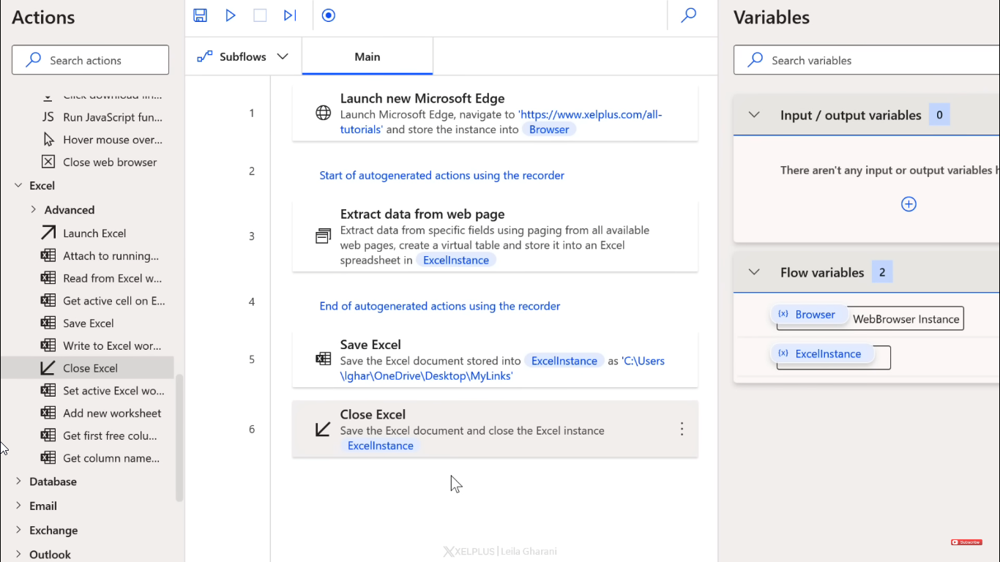 Actions
Search actions
Click download lin...
JS Run JavaScript fun...
Hover mouse over...
Close web browser
Excel
Advanced
Launch Excel
Attach to running...
Read from Excel w...
Get active cell on E...
Save Excel
Write to Excel wor...
Close Excel
Set active Excel wo...
Add new worksheet
Get first free colu...
Get column name...
Database
Email
Exchange
Outlook
Subflows
Main
1
Launch new Microsoft Edge
Launch Microsoft Edge, navigate to 'https://www.xelplus.com/all-
tutorials' and store the instance into Browser
2
Start of autogenerated actions using the recorder
3
Extract data from web page
Extract data from specific fields using paging from all available
web pages, create a virtual table and store it into an Excel
spreadsheet in ExcelInstance
4
End of autogenerated actions using the recorder
5
Save Excel
Save the Excel document stored into ExcelInstance as 'C:\Users
\lghar\OneDrive\Desktop\MyLinks'
6
Close Excel
Save the Excel document and close the Excel instance
ExcelInstance
XELPLUS | Leila Gharani
Variables
Search variables
Input / output variables 0
There aren't any input or output variables h
Flow variables 2
(x) Browser WebBrowser Instance
(x) ExcelInstance
Subscribe